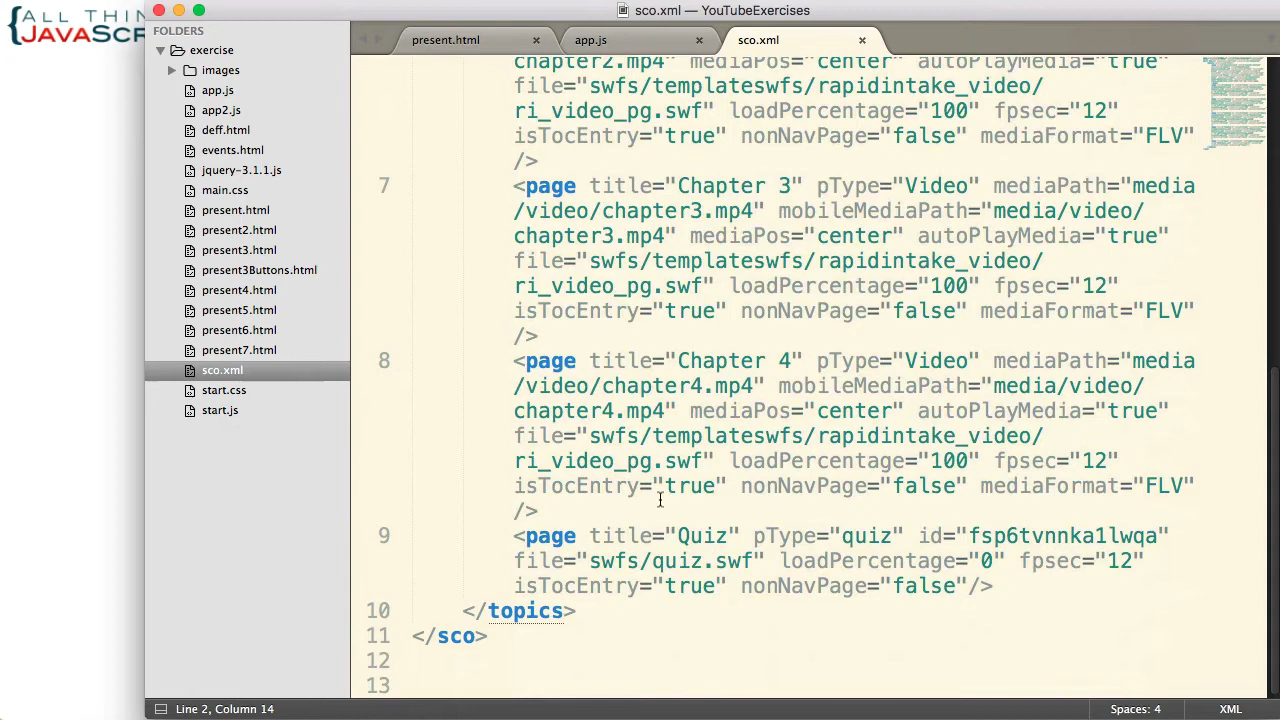 {ALL THIN
JAVASCR
sco.xml — YouTubeExercises
FOLDERS
exercise
images
app.js
app2.js
deff.html
events.html
jquery-3.1.1.js
main.css
present.html
present2.html
present3.html
present3Buttons.html
present4.html
present5.html
present6.html
present7.html
sco.xml
start.css
start.js
present.html × app.js × sco.xml ×
chapter2.mp4" mediaPos="center" autoPlayMedia="true"
file="swfs/templateswfs/rapidintake_video/
ri_video_pg.swf" loadPercentage="100" fpsec="12"
isTocEntry="true" nonNavPage="false" mediaFormat="FLV"
/>
7 <page title="Chapter 3" pType="Video" mediaPath="media
/video/chapter3.mp4" mobileMediaPath="media/video/
chapter3.mp4" mediaPos="center" autoPlayMedia="true"
file="swfs/templateswfs/rapidintake_video/
ri_video_pg.swf" loadPercentage="100" fpsec="12"
isTocEntry="true" nonNavPage="false" mediaFormat="FLV"
/>
8 <page title="Chapter 4" pType="Video" mediaPath="media
/video/chapter4.mp4" mobileMediaPath="media/video/
chapter4.mp4" mediaPos="center" autoPlayMedia="true"
file="swfs/templateswfs/rapidintake_video/
ri_video_pg.swf" loadPercentage="100" fpsec="12"
isTocEntry="true" nonNavPage="false" mediaFormat="FLV"
/>
9 <page title="Quiz" pType="quiz" id="fsp6tvnnka1lwqa"
file="swfs/quiz.swf" loadPercentage="0" fpsec="12"
isTocEntry="true" nonNavPage="false"/>
10 </topics>
11 </sco>
12
13
Line 2, Column 14
Spaces: 4
XML